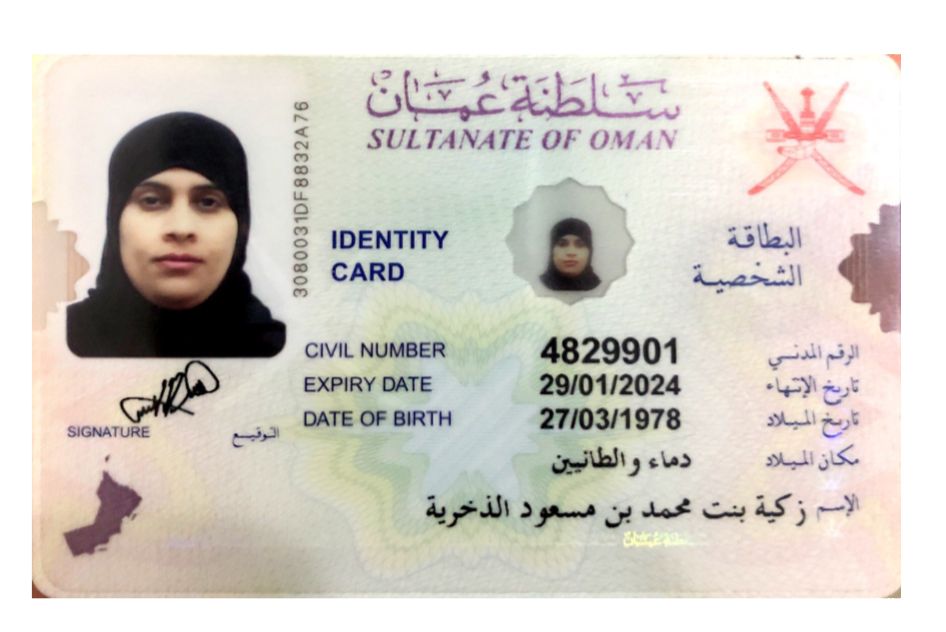 سلطنة عُمان
SULTANATE OF OMAN
3080031DF8832A76
IDENTITY CARD
البطاقة الشخصية
CIVIL NUMBER 4829901 الرقم المدني
EXPIRY DATE 29/01/2024 تاريخ الإنتهاء
DATE OF BIRTH 27/03/1978 تاريخ الميلاد
دماء والطائيين مكان الميلاد
الإسم زكية بنت محمد بن مسعود الذخرية
SIGNATURE التوقيع
سلطنة عمان